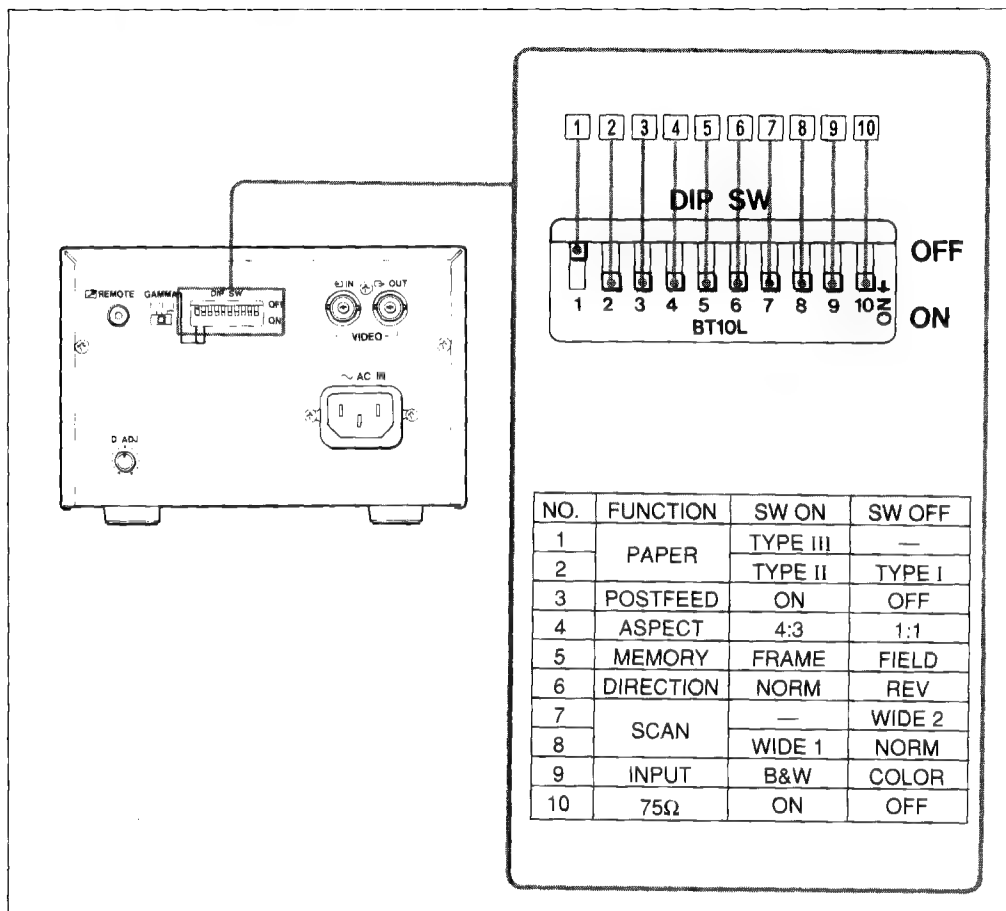 1 2 3 4 5 6 7 8 9 10
DIP SW
OFF
1 2 3 4 5 6 7 8 9 10 ON
BT10L
ON
REMOTE GAMMA DIP SW
OFF
ON
IN OUT
VIDEO
AC IN
D ADJ
NO. FUNCTION SW ON SW OFF
1 PAPER TYPE III —
2 TYPE II TYPE I
3 POSTFEED ON OFF
4 ASPECT 4:3 1:1
5 MEMORY FRAME FIELD
6 DIRECTION NORM REV
7 SCAN — WIDE 2
8 WIDE 1 NORM
9 INPUT B&W COLOR
10 75Ω ON OFF